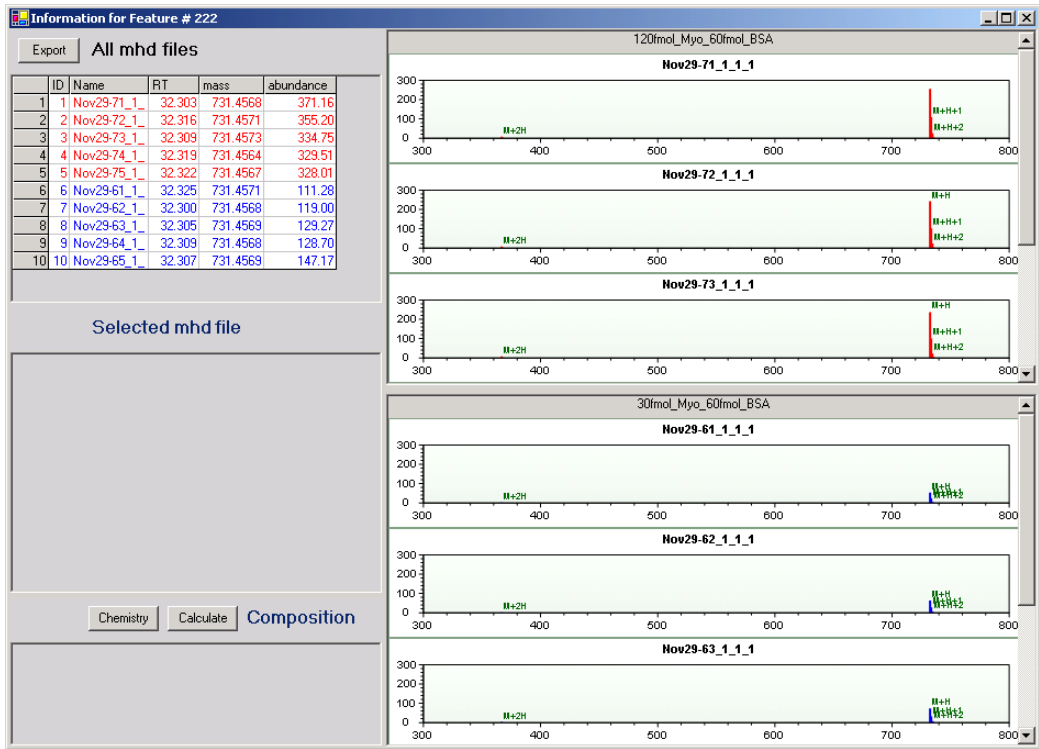 Information for Feature # 222
Export All mhd files
ID Name RT mass abundance
1 1 Nov29-71_1_ 32.303 731.4568 371.16
2 2 Nov29-72_1_ 32.316 731.4571 355.20
3 3 Nov29-73_1_ 32.309 731.4573 334.75
4 4 Nov29-74_1_ 32.319 731.4564 329.51
5 5 Nov29-75_1_ 32.322 731.4567 328.01
6 6 Nov29-61_1_ 32.325 731.4571 111.28
7 7 Nov29-62_1_ 32.300 731.4568 119.00
8 8 Nov29-63_1_ 32.305 731.4569 129.27
9 9 Nov29-64_1_ 32.309 731.4568 128.70
10 10 Nov29-65_1_ 32.307 731.4569 147.17
Selected mhd file
Chemistry Calculate Composition
120fmol_Myo_60fmol_BSA
Nov29-71_1_1_1
300
200
100
0
M+2H
M+H+1
M+H+2
300 400 500 600 700 800
Nov29-72_1_1_1
300
200
100
0
M+2H
M+H
M+H+1
M+H+2
300 400 500 600 700 800
Nov29-73_1_1_1
300
200
100
0
M+2H
M+H
M+H+1
M+H+2
300 400 500 600 700 800
30fmol_Myo_60fmol_BSA
Nov29-61_1_1_1
300
200
100
0
M+2H
M+H
M+H+1
M+H+2
300 400 500 600 700 800
Nov29-62_1_1_1
300
200
100
0
M+2H
M+H
M+H+1
M+H+2
300 400 500 600 700 800
Nov29-63_1_1_1
300
200
100
0
M+2H
M+H
M+H+1
M+H+2
300 400 500 600 700 800